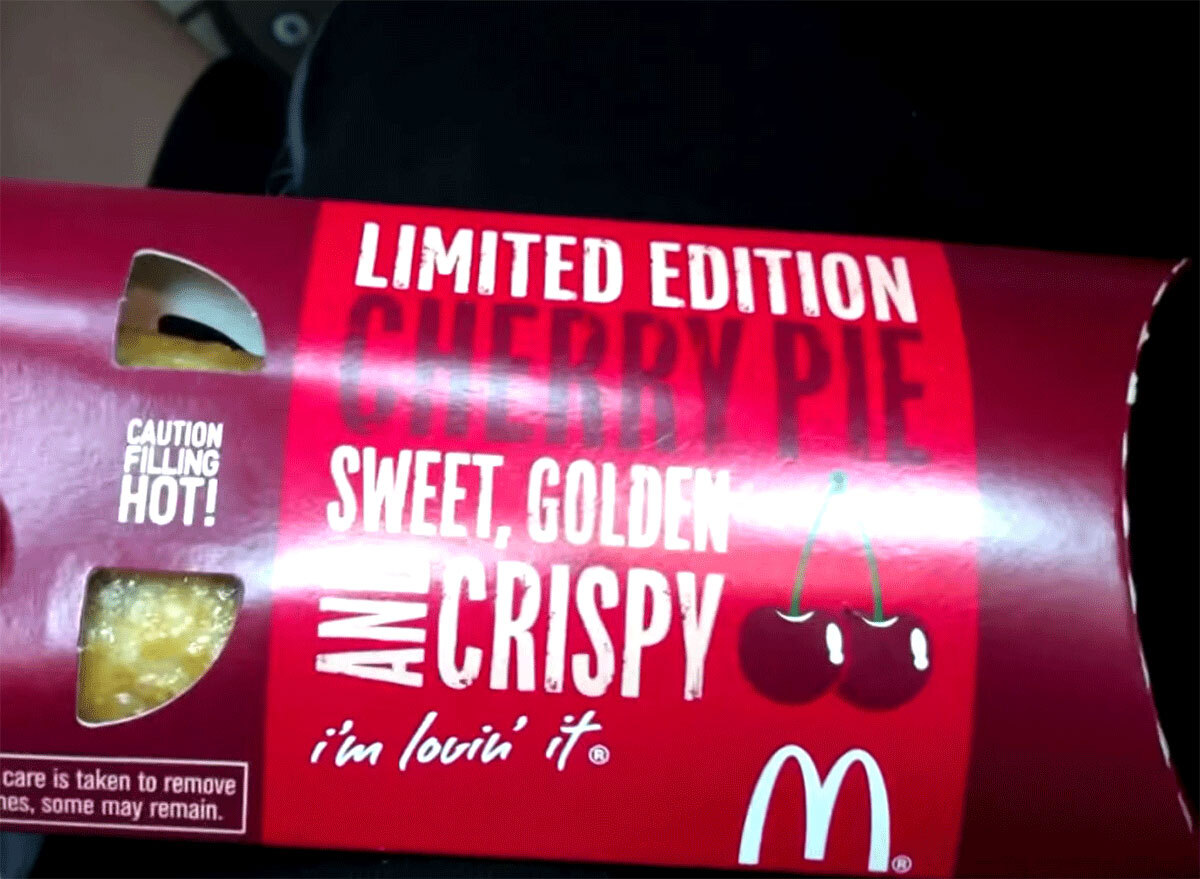 LIMITED EDITION
CHERRY PIE
SWEET, GOLDEN
AND CRISPY
i'm lovin' it®
M®
CAUTION
FILLING
HOT!
care is taken to remove
some may remain.